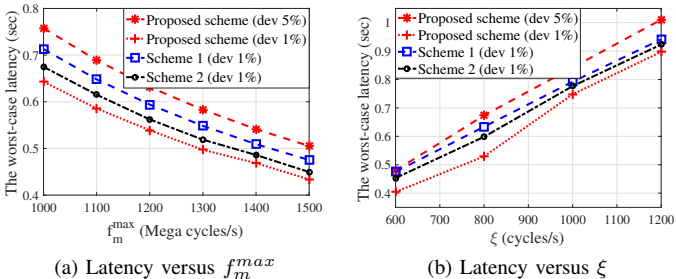 The worst-case latency (sec)
0.8
0.7
0.6
0.5
0.4
Proposed scheme (dev 5%)
Proposed scheme (dev 1%)
Scheme 1 (dev 1%)
Scheme 2 (dev 1%)
1000 1100 1200 1300 1400 1500
f_m^max (Mega cycles/s)
(a) Latency versus f_m^max
The worst-case latency (sec)
1
0.9
0.8
0.7
0.6
0.5
0.4
Proposed scheme (dev 5%)
Proposed scheme (dev 1%)
Scheme 1 (dev 1%)
Scheme 2 (dev 1%)
600 800 1000 1200
ξ (cycles/s)
(b) Latency versus ξ